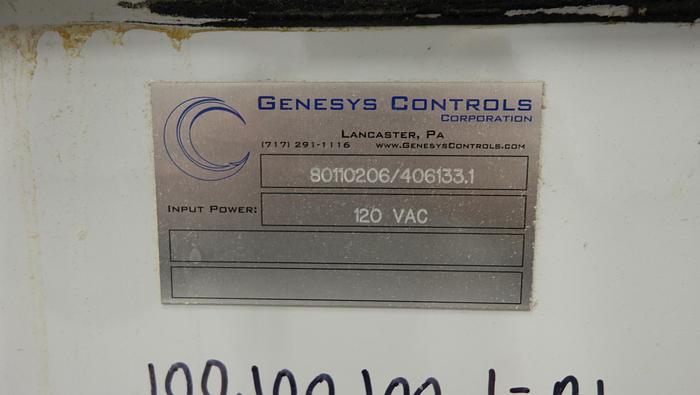 GENESYS CONTROLS
CORPORATION
LANCASTER, PA
(717) 291-1116 WWW.GENESYSCONTROLS.COM
80110206/406133.1
INPUT POWER: 120 VAC